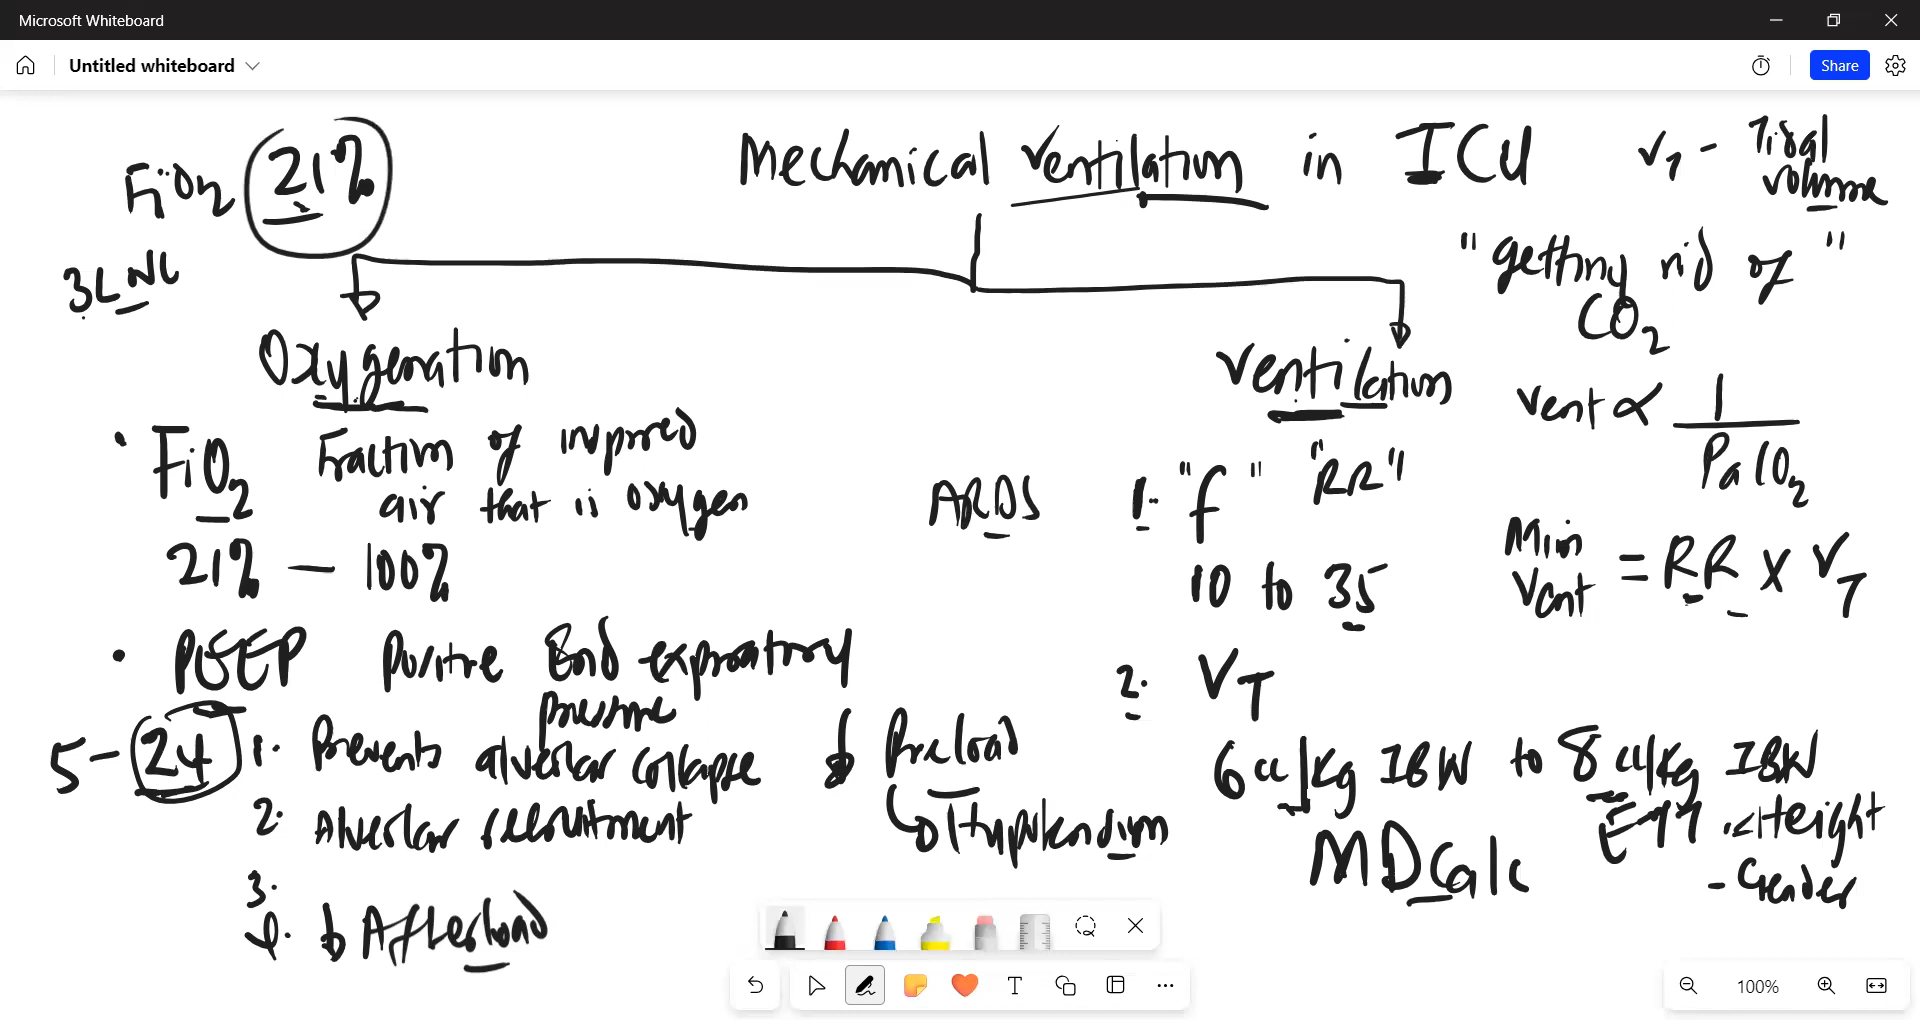 Microsoft Whiteboard
Untitled whiteboard
Share
Mechanical Ventilation in ICU
FiO2 21%
3L NC
VT - Tidal
volume
"getting rid of"
CO2
Oxygenation
• FiO2 Fraction of inspired
air that is oxygen
21% — 100%
• PEEP Positive End expiratory
pressure
5 - 24
1. Prevents alveolar collapse
2. Alveolar recruitment
3.
4. ↓ Afterload
↓ Preload
↳ Hypotension
ARDS
Ventilation
1. "f" "RR"
10 to 35
2. VT
6cc/kg IBW to 8cc/kg IBW
MDCalc
Height
- Gender
Vent ∝ 1
PaCO2
Min
Vent = RR X VT
100%